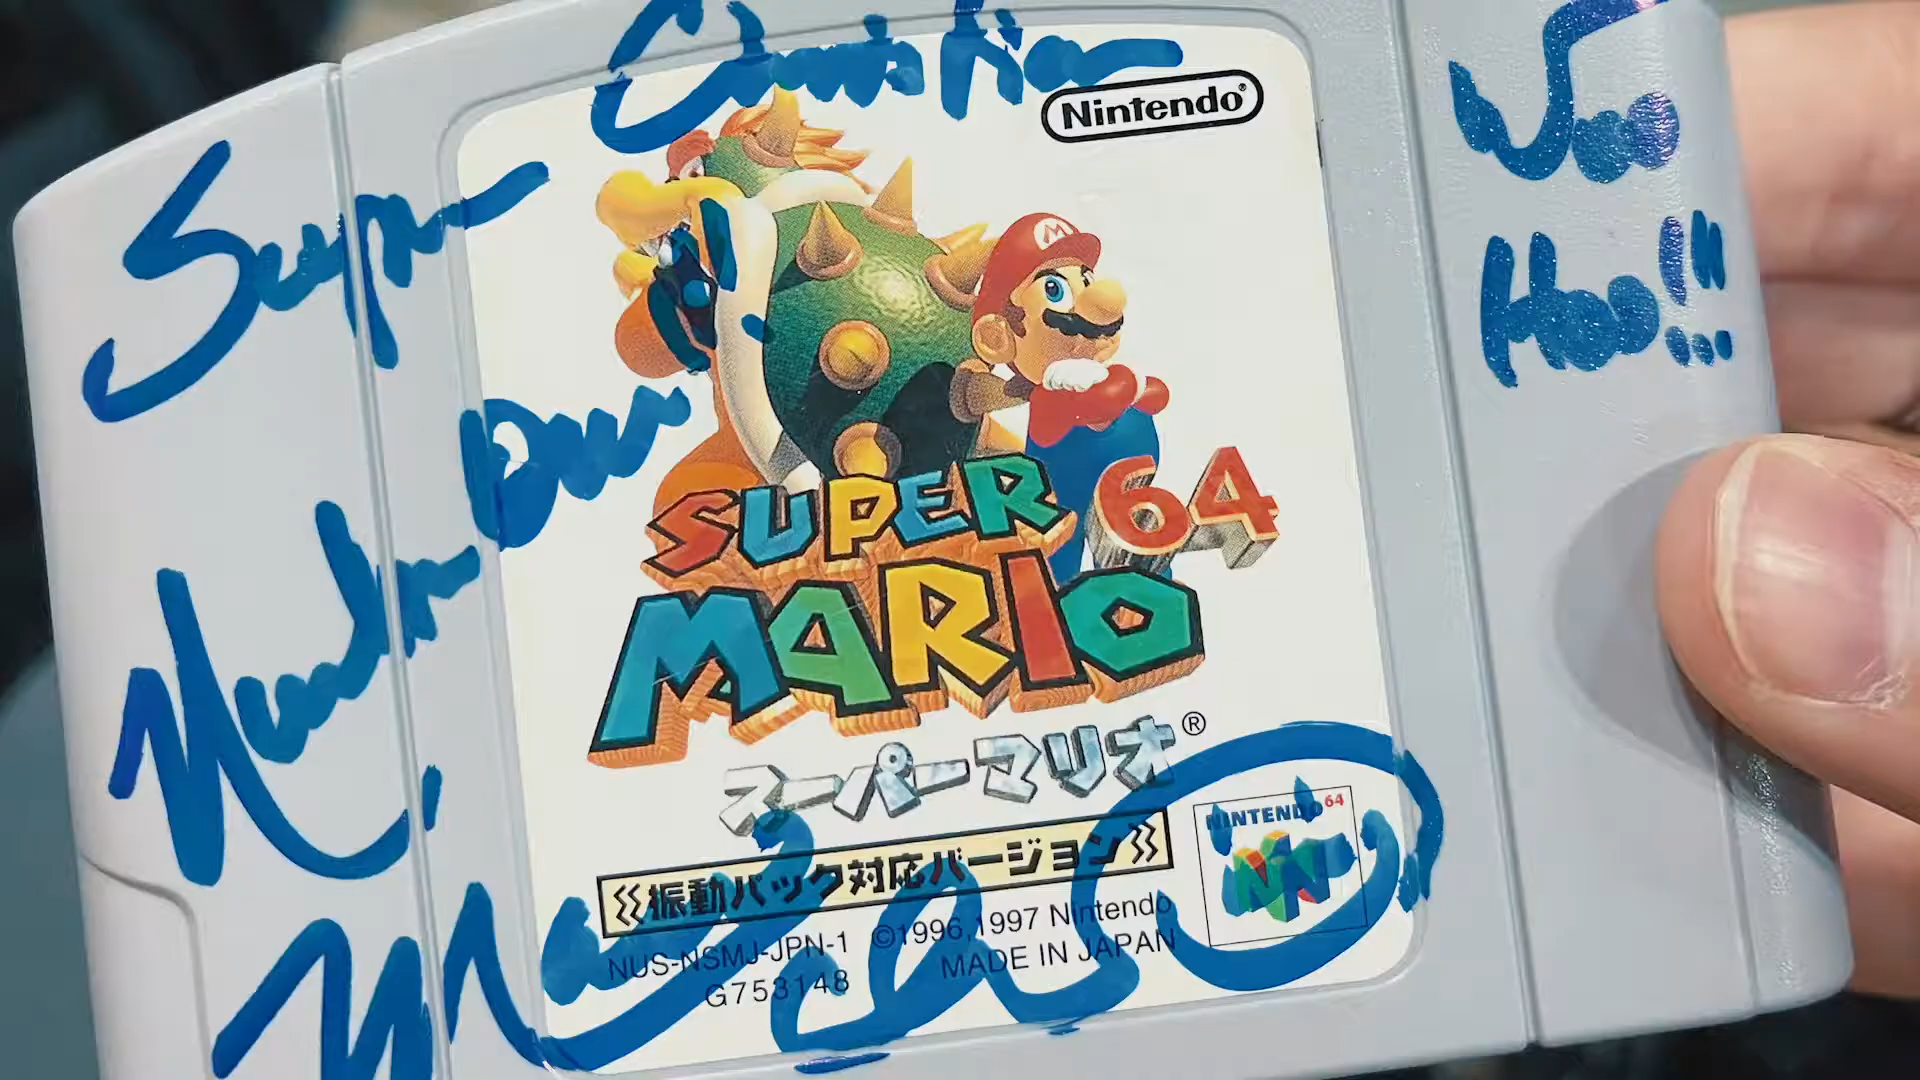 Christian
Nintendo®
Woo
Hoo!!!
Super
SUPER
MARIO 64
スーパーマリオ®
NINTENDO64
振動パック対応バージョン
NUS-NSMJ-JPN-1
G753148
©1996,1997 Nintendo
MADE IN JAPAN
Mario